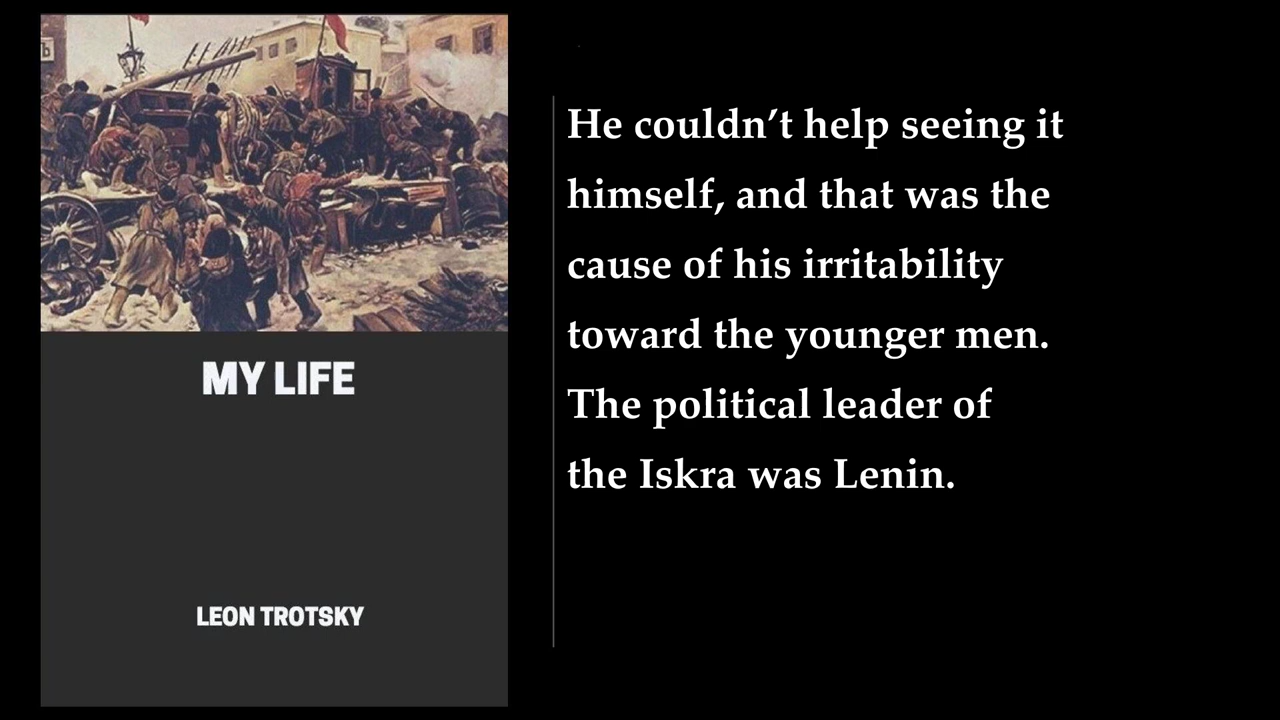 MY LIFE
LEON TROTSKY
He couldn’t help seeing it
himself, and that was the
cause of his irritability
toward the younger men.
The political leader of
the Iskra was Lenin.